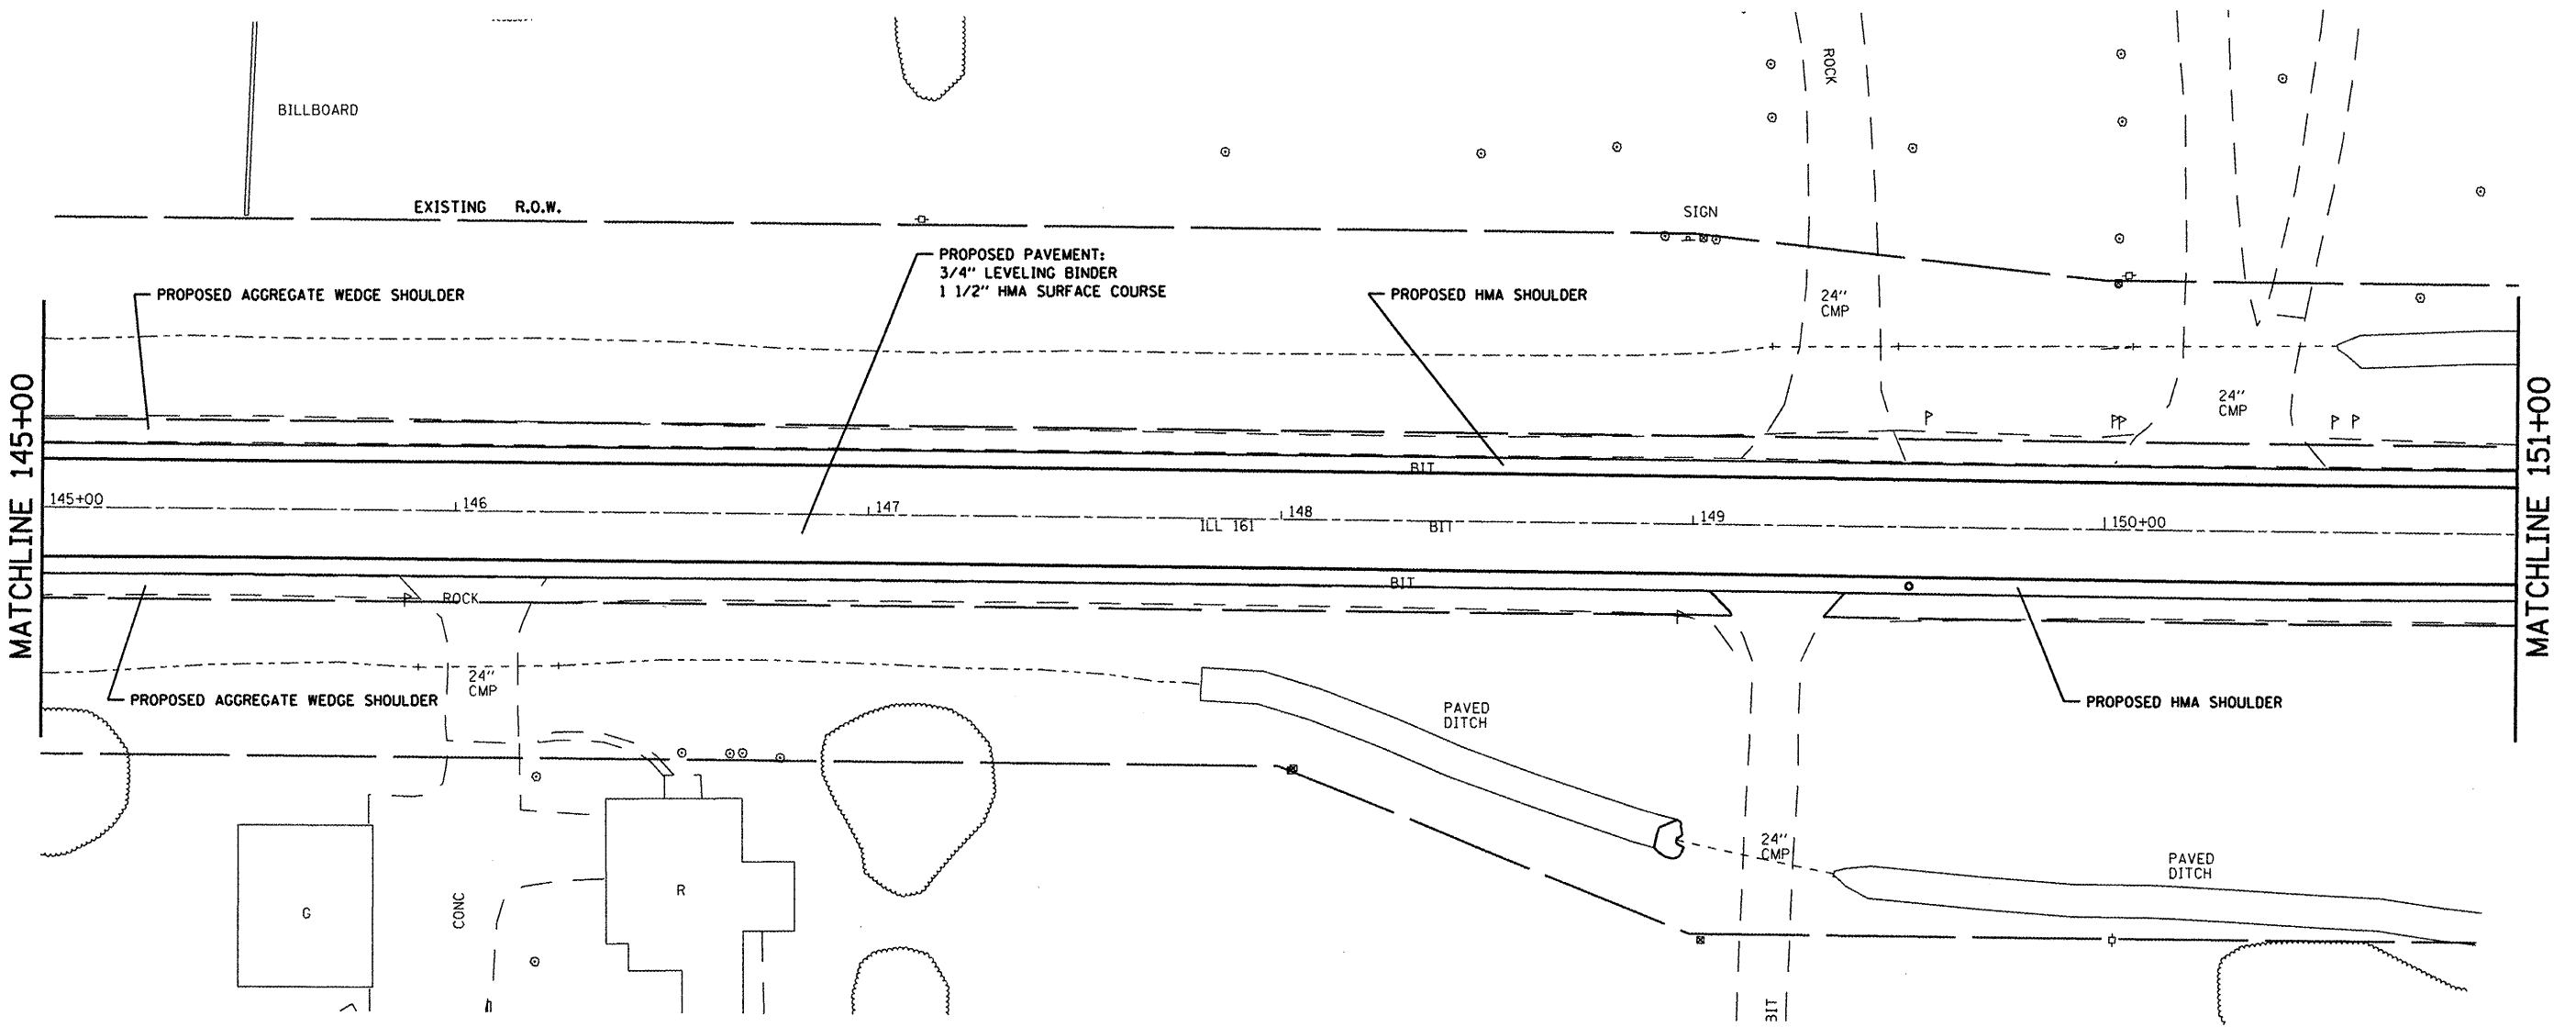 BILLBOARD
ROCK
EXISTING R.O.W.
SIGN
PROPOSED PAVEMENT:
3/4" LEVELING BINDER
1 1/2" HMA SURFACE COURSE
PROPOSED AGGREGATE WEDGE SHOULDER
PROPOSED HMA SHOULDER
24"
CMP
24"
CMP
MATCHLINE 145+00
MATCHLINE 151+00
BIT
145+00
146
147
148
149
150+00
ILL 161
BIT
BIT
ROCK
24"
CMP
PROPOSED AGGREGATE WEDGE SHOULDER
PROPOSED HMA SHOULDER
PAVED
DITCH
24"
CMP
PAVED
DITCH
G
R
CONC
BIT